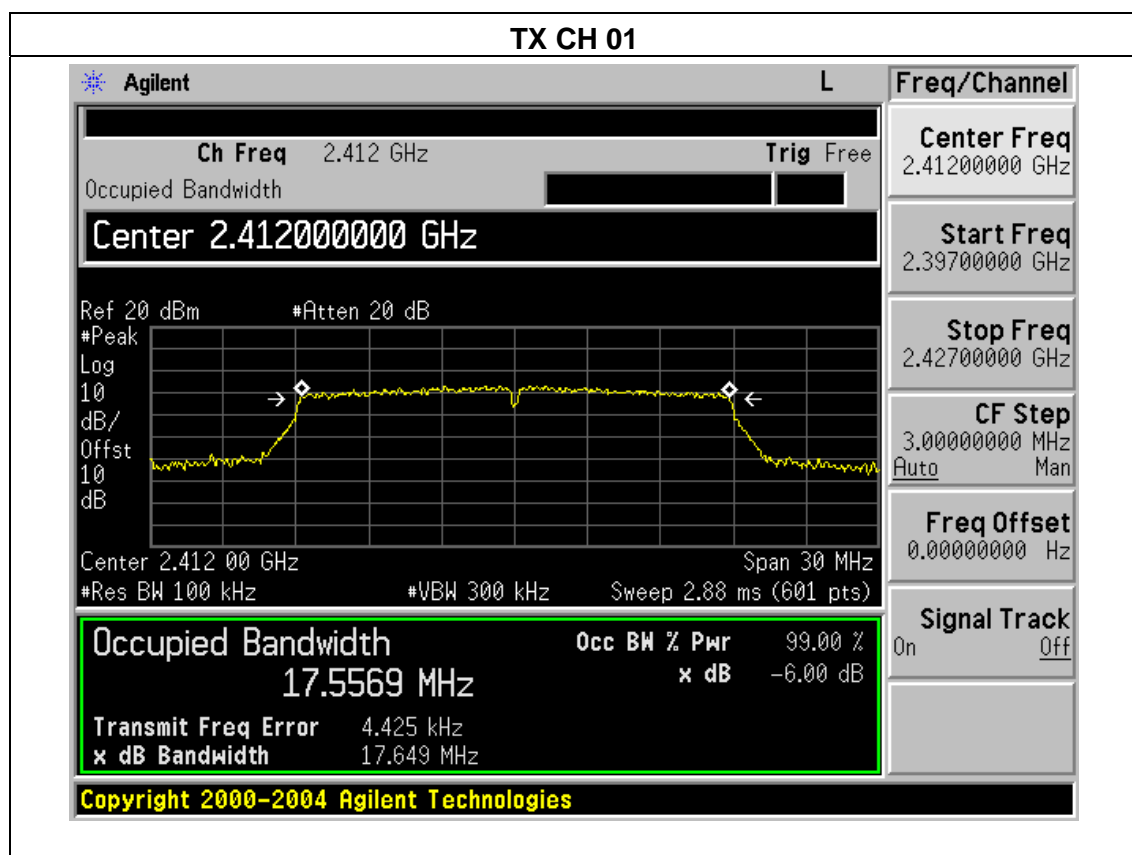 TX CH 01
Agilent L Freq/Channel
Ch Freq 2.412 GHz Trig Free
Occupied Bandwidth
Center 2.412000000 GHz
Ref 20 dBm #Atten 20 dB
#Peak
Log
10
dB/
Offst
10
dB
Center 2.412 00 GHz Span 30 MHz
#Res BW 100 kHz #VBW 300 kHz Sweep 2.88 ms (601 pts)
Occupied Bandwidth Occ BW % Pwr 99.00 %
17.5569 MHz x dB -6.00 dB
Transmit Freq Error 4.425 kHz
x dB Bandwidth 17.649 MHz
Copyright 2000-2004 Agilent Technologies
Center Freq
2.41200000 GHz
Start Freq
2.39700000 GHz
Stop Freq
2.42700000 GHz
CF Step
3.00000000 MHz
Auto Man
Freq Offset
0.00000000 Hz
Signal Track
On Off